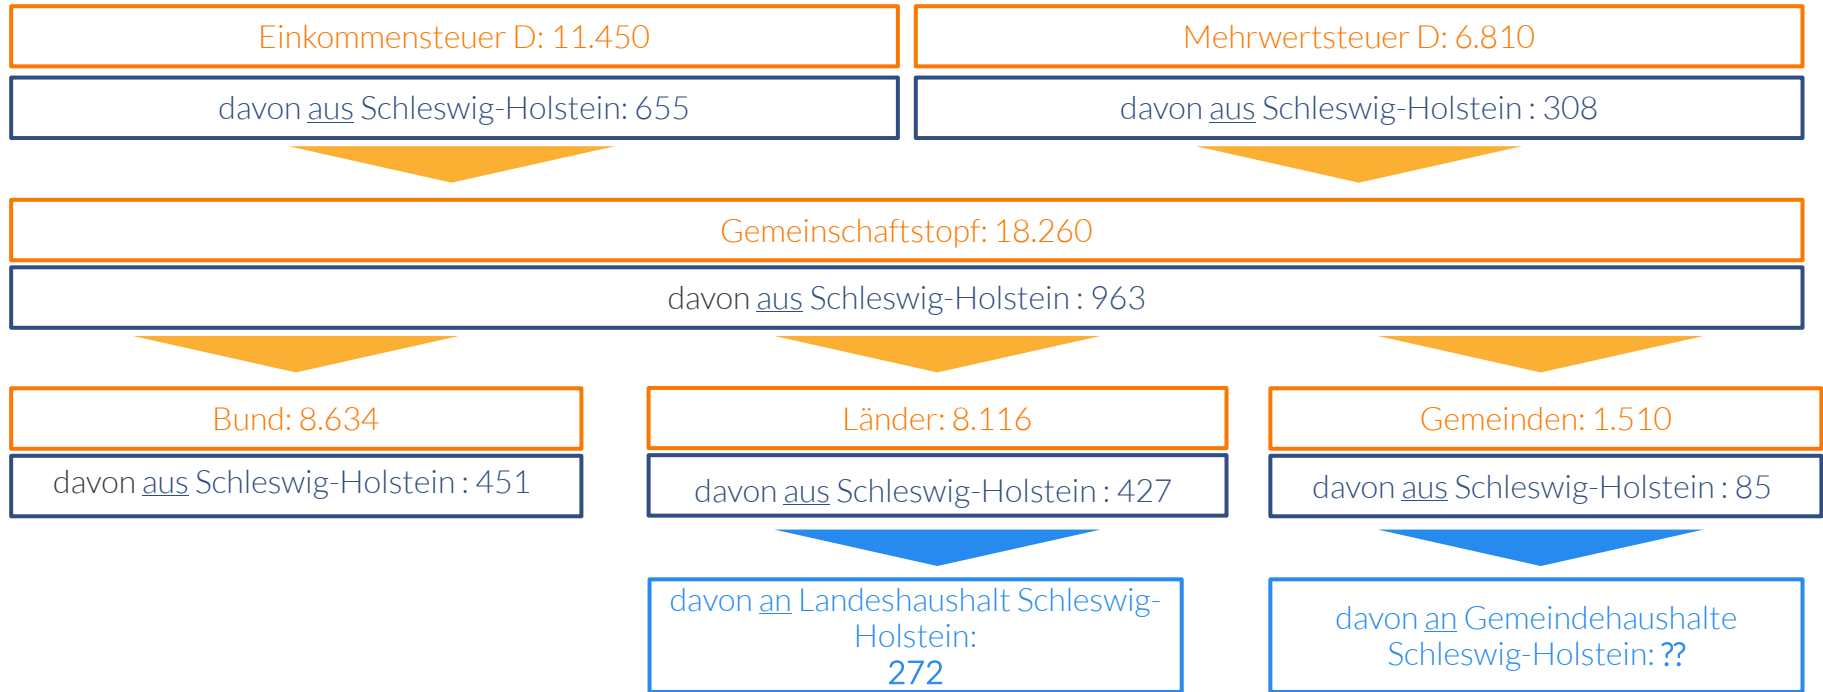 Einkommensteuer D: 11.450
Mehrwertsteuer D: 6.810
davon aus Schleswig-Holstein: 655
davon aus Schleswig-Holstein : 308
Gemeinschaftstopf: 18.260
davon aus Schleswig-Holstein : 963
Bund: 8.634
Länder: 8.116
Gemeinden: 1.510
davon aus Schleswig-Holstein : 451
davon aus Schleswig-Holstein : 427
davon aus Schleswig-Holstein : 85
davon an Landeshaushalt Schleswig-
Holstein:
272
davon an Gemeindehaushalte
Schleswig-Holstein: ??